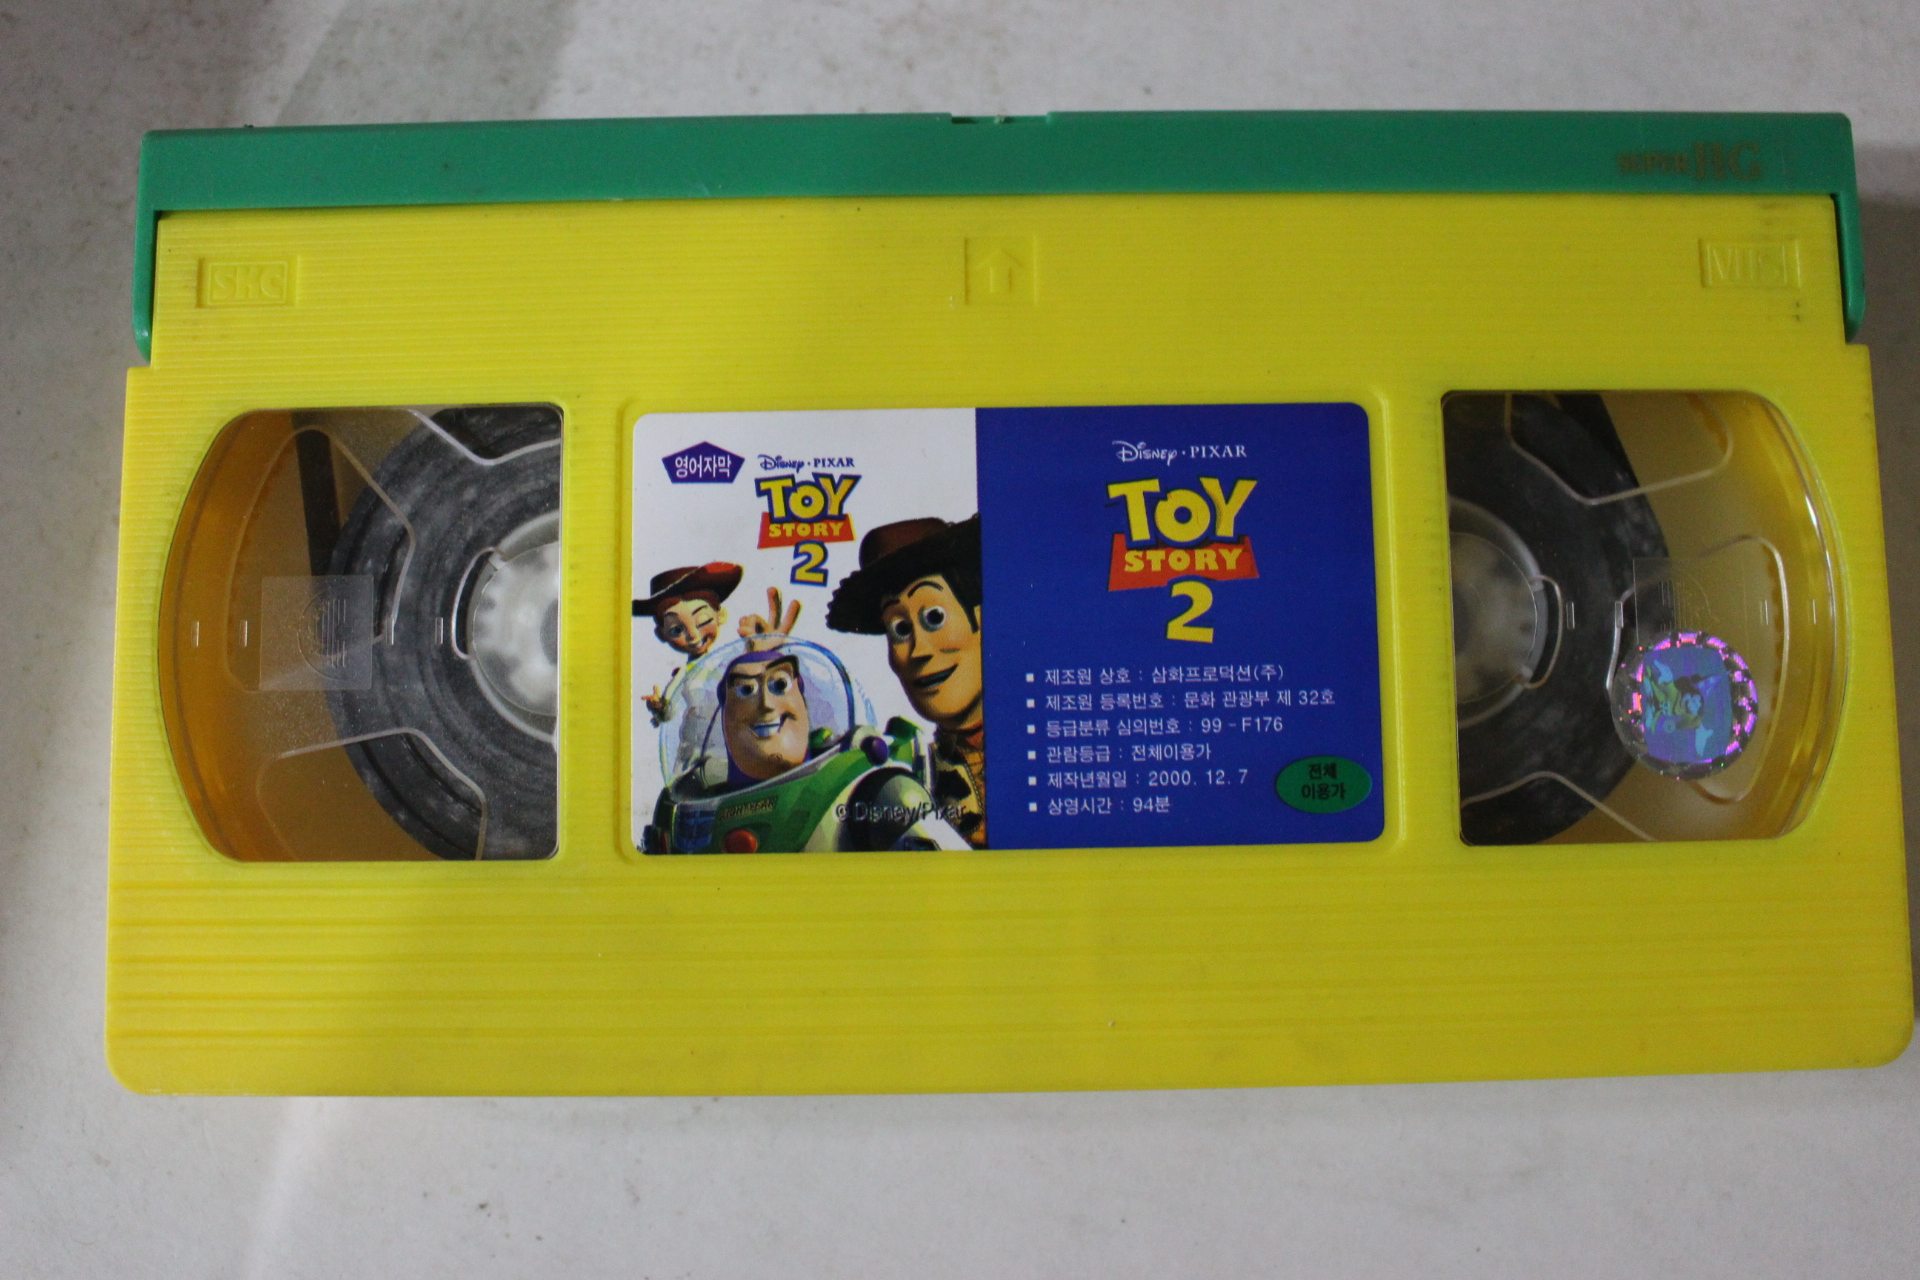 SUPER HG
SKC
VHS
영어자막
Disney · PIXAR
TOY
STORY
2
LIGHTYEAR
© Disney/Pixar
Disney · PIXAR
TOY
STORY
2
■ 제조원 상호 : 삼화프로덕션(주)
■ 제조원 등록번호 : 문화 관광부 제 32호
■ 등급분류 심의번호 : 99 - F176
■ 관람등급 : 전체이용가
■ 제작년월일 : 2000. 12. 7
■ 상영시간 : 94분
전체
이용가